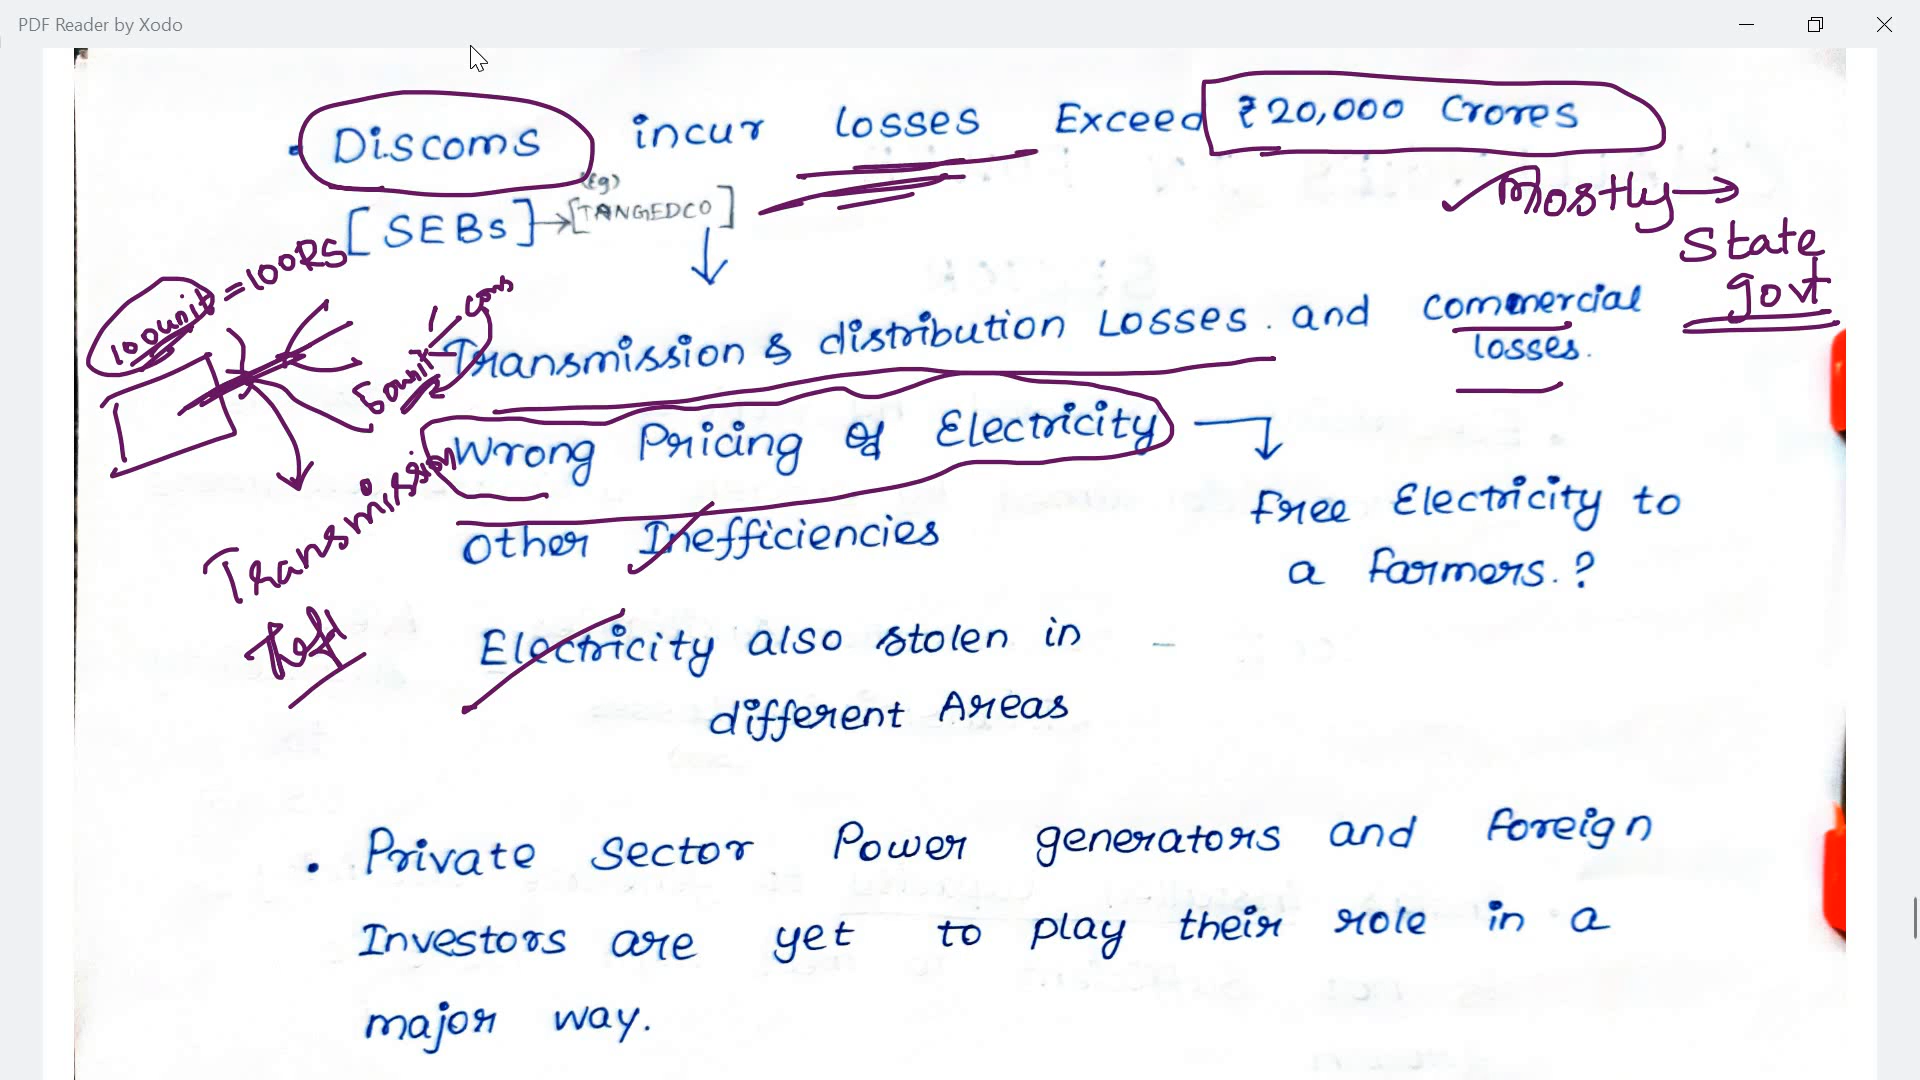 PDF Reader by Xodo
Discoms incur losses Exceed ₹20,000 Crores
(Eg)
[SEBs]→[TANGEDCO]
Mostly→
State
govt
100unit = 100RS
Transmission & distribution Losses. and commercial
losses.
Wrong Pricing of Electricity
Transmission
Other Inefficiencies
Free Electricity to
a farmers.?
Electricity also stolen in
different Areas
• Private sector Power generators and foreign
Investors are yet to play their role in a
major way.